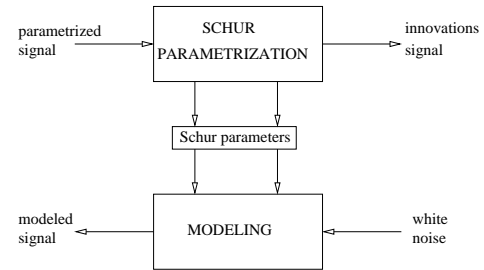 parametrized
signal
SCHUR
PARAMETRIZATION
innovations
signal
Schur parameters
modeled
signal
MODELING
white
noise